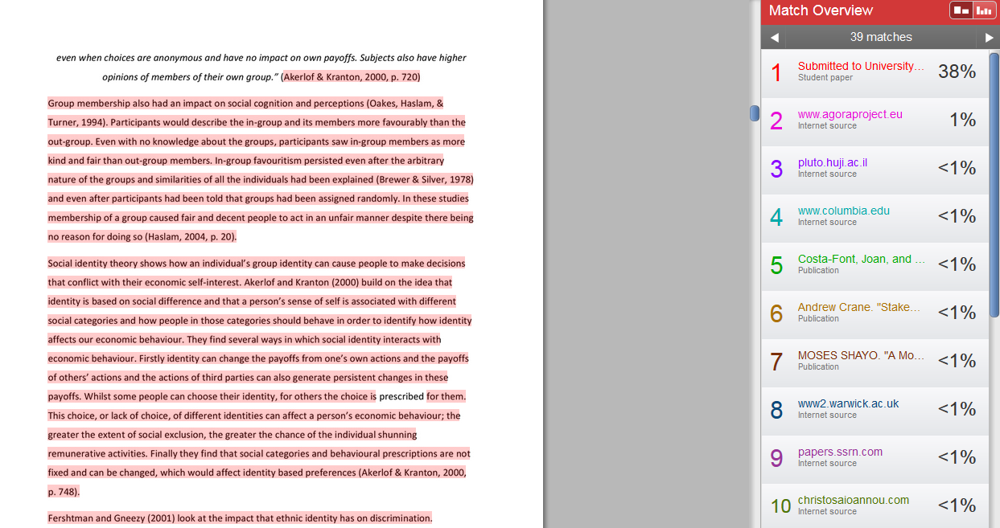 even when choices are anonymous and have no impact on own payoffs. Subjects also have higher
opinions of members of their own group.” (Akerlof & Kranton, 2000, p. 720)
Group membership also had an impact on social cognition and perceptions (Oakes, Haslam, &
Turner, 1994). Participants would describe the in-group and its members more favourably than the
out-group. Even with no knowledge about the groups, participants saw in-group members as more
kind and fair than out-group members. In-group favouritism persisted even after the arbitrary
nature of the groups and similarities of all the individuals had been explained (Brewer & Silver, 1978)
and even after participants had been told that groups had been assigned randomly. In these studies
membership of a group caused fair and decent people to act in an unfair manner despite there being
no reason for doing so (Haslam, 2004, p. 20).
Social identity theory shows how an individual’s group identity can cause people to make decisions
that conflict with their economic self-interest. Akerlof and Kranton (2000) build on the idea that
identity is based on social difference and that a person’s sense of self is associated with different
social categories and how people in those categories should behave in order to identify how identity
affects our economic behaviour. They find several ways in which social identity interacts with
economic behaviour. Firstly identity can change the payoffs from one’s own actions and the payoffs
of others’ actions and the actions of third parties can also generate persistent changes in these
payoffs. Whilst some people can choose their identity, for others the choice is prescribed for them.
This choice, or lack of choice, of different identities can affect a person’s economic behaviour; the
greater the extent of social exclusion, the greater the chance of the individual shunning
remunerative activities. Finally they find that social categories and behavioural prescriptions are not
fixed and can be changed, which would affect identity based preferences (Akerlof & Kranton, 2000,
p. 748).
Fershtman and Gneezy (2001) look at the impact that ethnic identity has on discrimination.
Match Overview
39 matches
1 Submitted to University... 38%
Student paper
2 www.agoraproject.eu 1%
Internet source
3 pluto.huji.ac.il <1%
Internet source
4 www.columbia.edu <1%
Internet source
5 Costa-Font, Joan, and ... <1%
Publication
6 Andrew Crane. "Stake... <1%
Publication
7 MOSES SHAYO. "A Mo... <1%
Publication
8 www2.warwick.ac.uk <1%
Internet source
9 papers.ssrn.com <1%
Internet source
10 christosaioannou.com <1%
Internet source